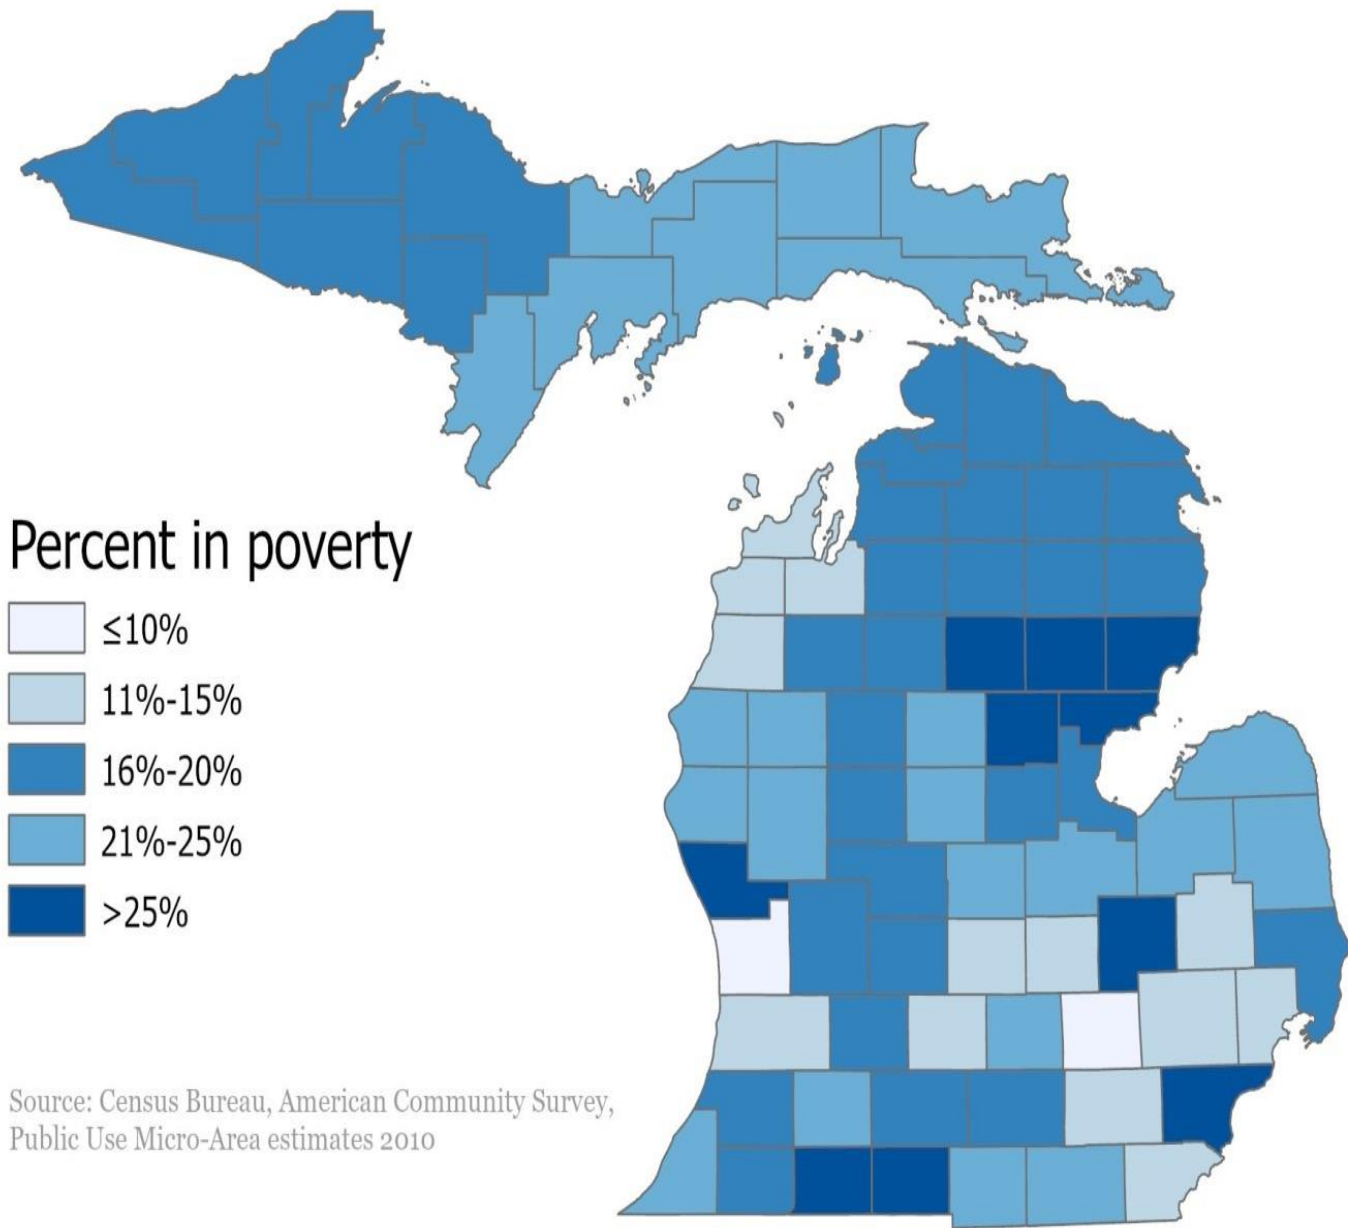 Percent in poverty
≤10%
11%-15%
16%-20%
21%-25%
>25%
Source: Census Bureau, American Community Survey,
Public Use Micro-Area estimates 2010